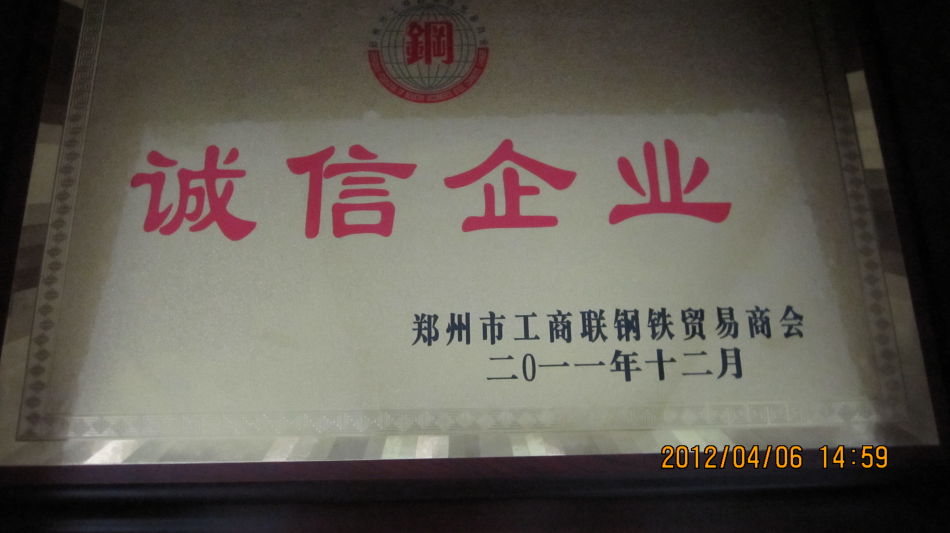 鋼
诚信企业
郑州市工商联钢铁贸易商会
二0一一年十二月
2012/04/06 14:59